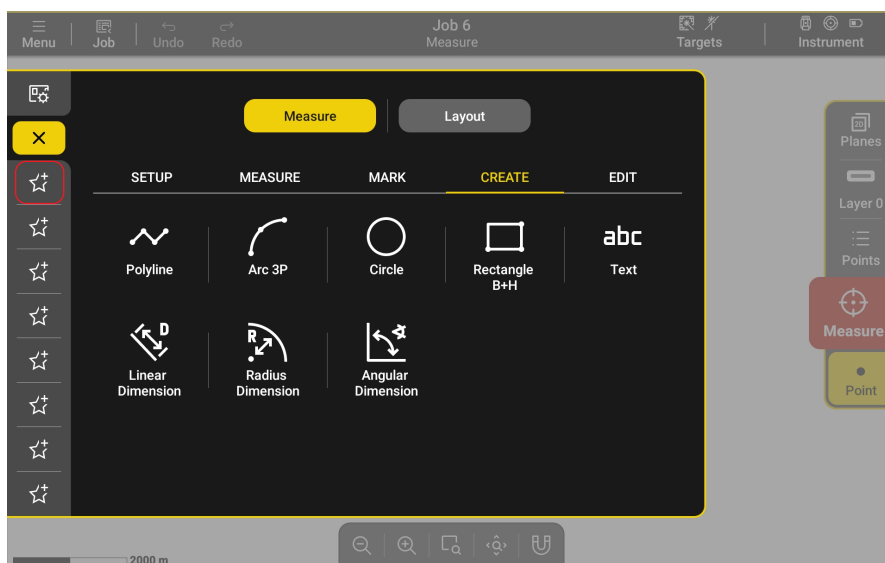 Menu
Job
Undo
Redo
Job 6
Measure
Targets
Instrument
Measure
Layout
SETUP
MEASURE
MARK
CREATE
EDIT
Polyline
Arc 3P
Circle
Rectangle
B+H
abc
Text
D
Linear
Dimension
R
Radius
Dimension
Angular
Dimension
2D
Planes
Layer 0
Points
Measure
Point
2000 m